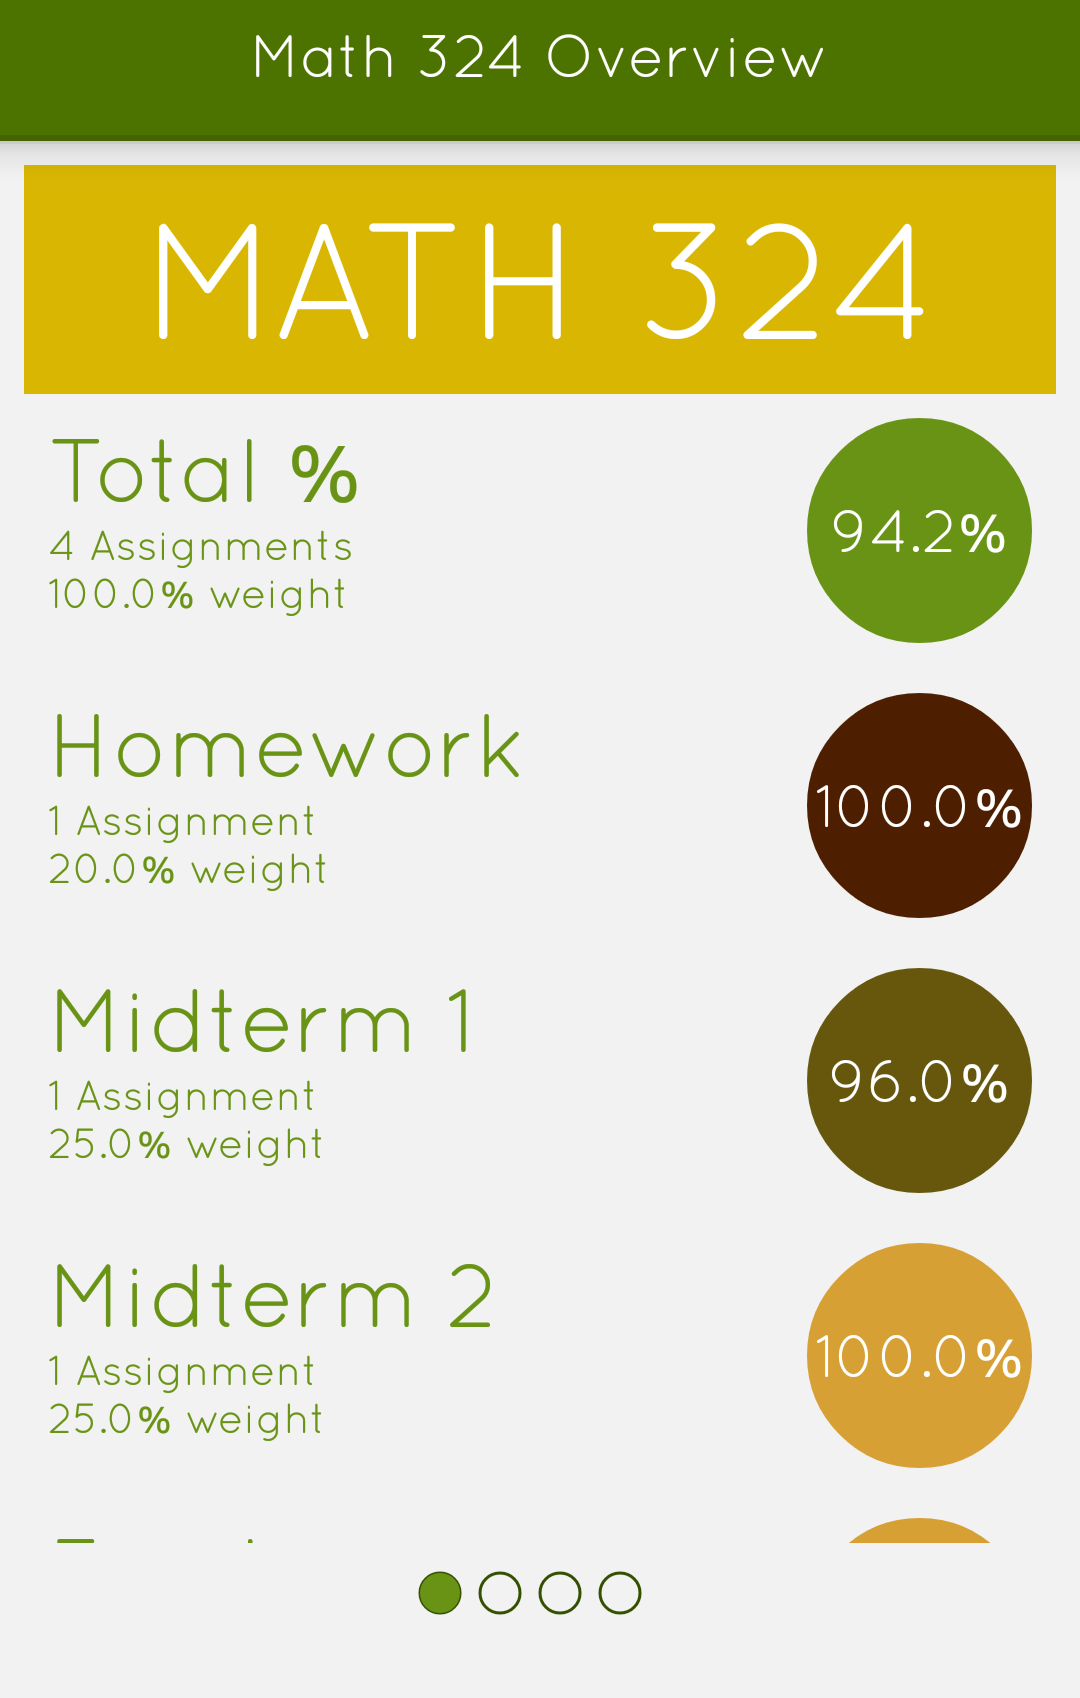 Math 324 Overview
MATH 324
Total %
94.2%
4 Assignments
100.0% weight
Homework
100.0%
1 Assignment
20.0% weight
Midterm 1
96.0%
1 Assignment
25.0% weight
Midterm 2
100.0%
1 Assignment
25.0% weight